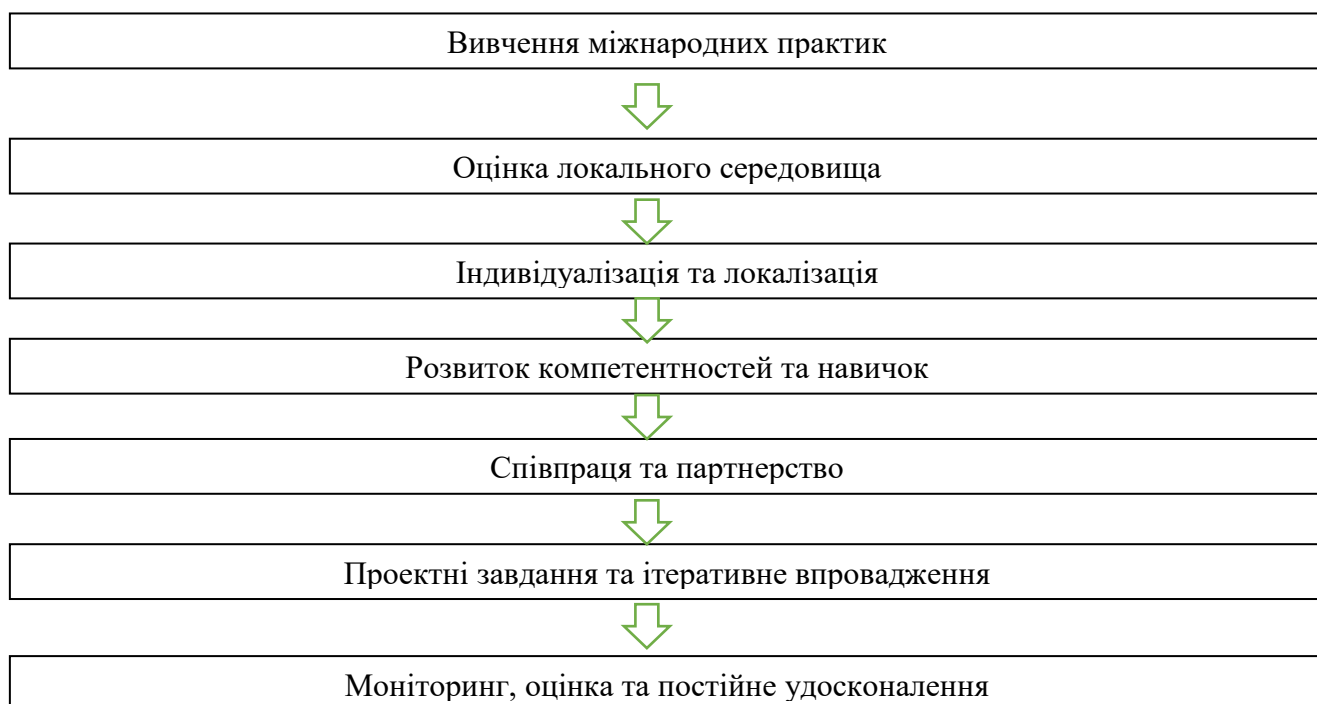 Вивчення міжнародних практик
Оцінка локального середовища
Індивідуалізація та локалізація
Розвиток компетентностей та навичок
Співпраця та партнерство
Проектні завдання та ітеративне впровадження
Моніторинг, оцінка та постійне удосконалення